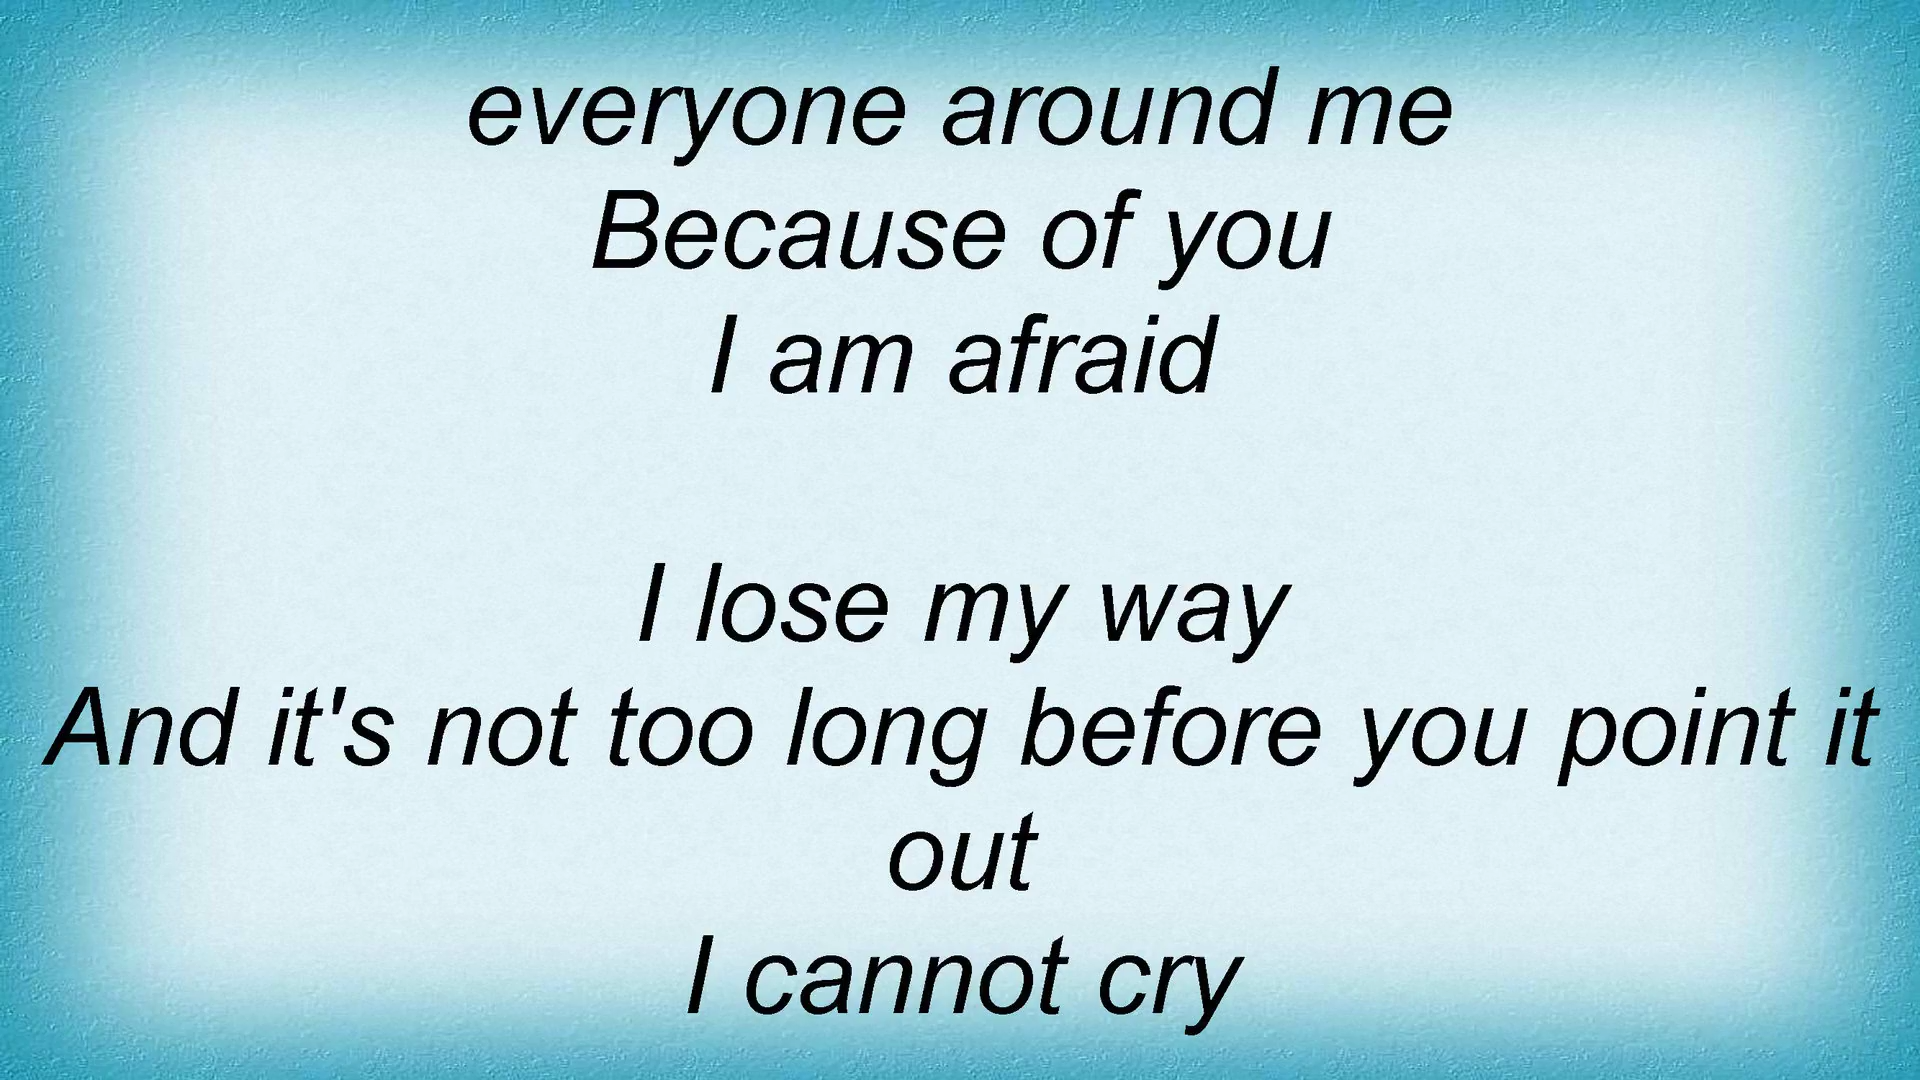 everyone around me
Because of you
I am afraid
I lose my way
And it's not too long before you point it
out
I cannot cry